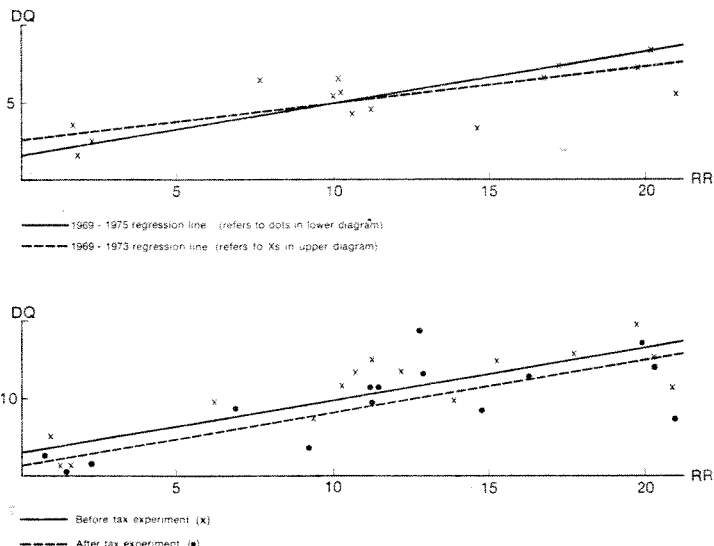 DQ
5
5 10 15 20 RR
1969 - 1975 regression line (refers to dots in lower diagram)
1969 - 1973 regression line (refers to Xs in upper diagram)
DQ
10
5 10 15 20 RR
Before tax experiment (x)
After tax experiment (●)